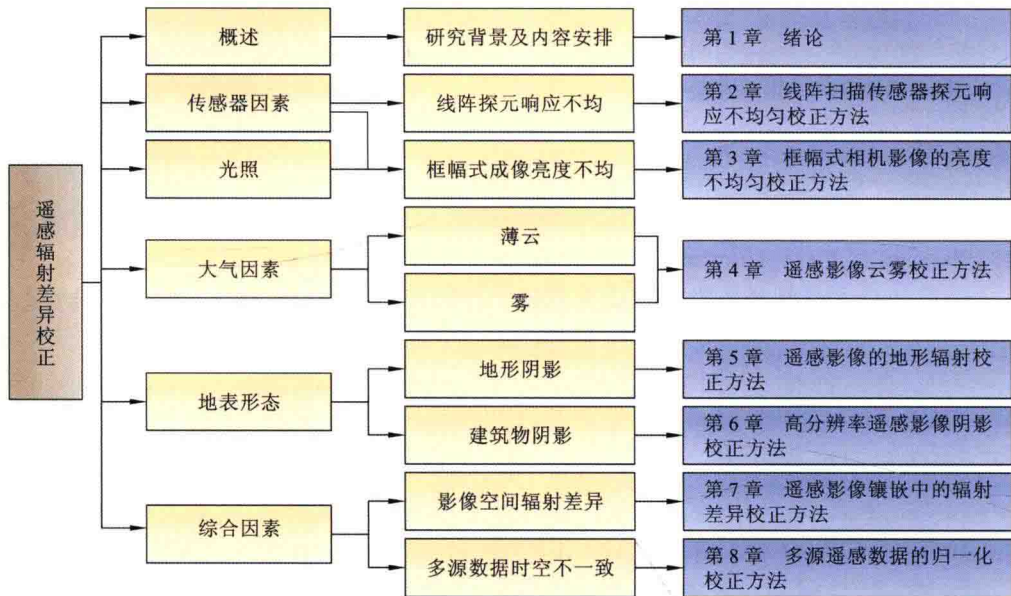 遥感辐射差异校正
概述
研究背景及内容安排
第1章 绪论
传感器因素
线阵探元响应不均
第2章 线阵扫描传感器探元响
应不均匀校正方法
光照
框幅式成像亮度不均
第3章 框幅式相机影像的亮度
不均匀校正方法
大气因素
薄云
雾
第4章 遥感影像云雾校正方法
地表形态
地形阴影
第5章 遥感影像的地形辐射校
正方法
建筑物阴影
第6章 高分辨率遥感影像阴影
校正方法
综合因素
影像空间辐射差异
第7章 遥感影像镶嵌中的辐射
差异校正方法
多源数据时空不一致
第8章 多源遥感数据的归一化
校正方法